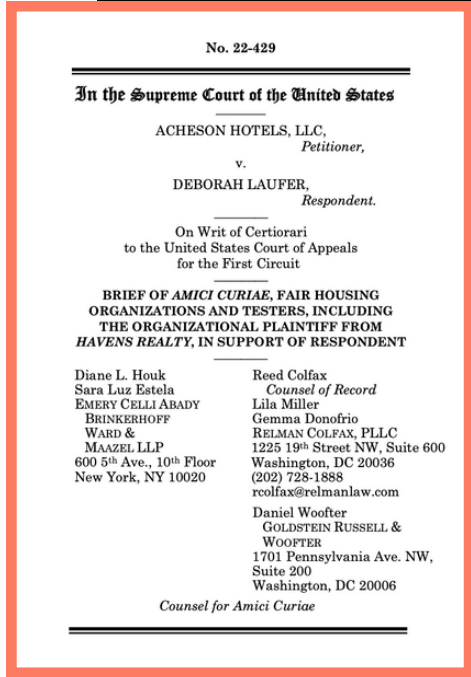 No. 22-429
In the Supreme Court of the United States
ACHESON HOTELS, LLC,
Petitioner,
v.
DEBORAH LAUFER,
Respondent.
On Writ of Certiorari
to the United States Court of Appeals
for the First Circuit
BRIEF OF AMICI CURIAE, FAIR HOUSING
ORGANIZATIONS AND TESTERS, INCLUDING
THE ORGANIZATIONAL PLAINTIFF FROM
HAVENS REALTY, IN SUPPORT OF RESPONDENT
Diane L. Houk
Sara Luz Estela
EMERY CELLI ABADY
BRINKERHOFF
WARD &
MAAZEL LLP
600 5th Ave., 10th Floor
New York, NY 10020
Reed Colfax
Counsel of Record
Lila Miller
Gemma Donofrio
RELMAN COLFAX, PLLC
1225 19th Street NW, Suite 600
Washington, DC 20036
(202) 728-1888
rcolfax@relmanlaw.com
Daniel Woofter
GOLDSTEIN RUSSELL &
WOOFTER
1701 Pennsylvania Ave. NW,
Suite 200
Washington, DC 20006
Counsel for Amici Curiae